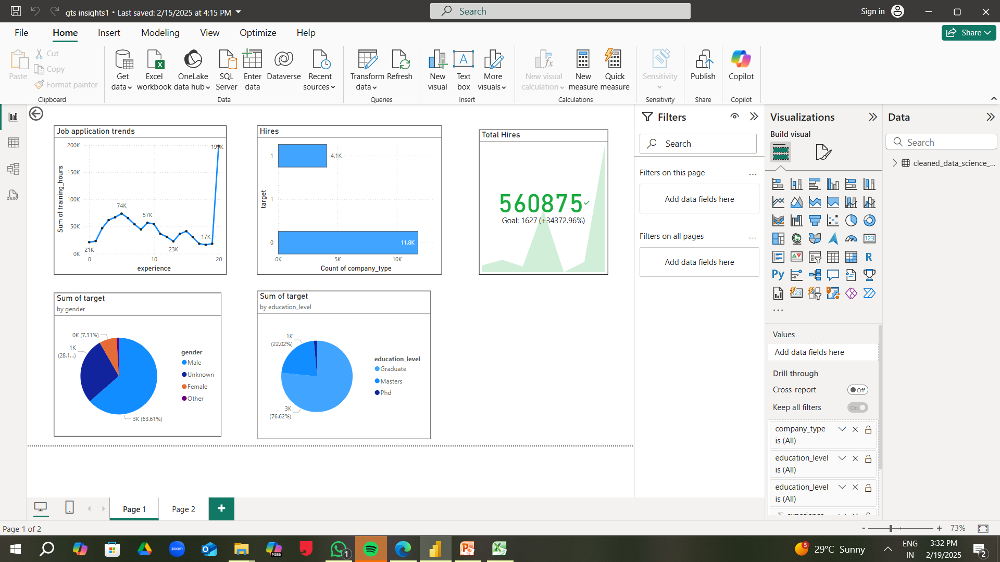 gts insights1 • Last saved: 2/15/2025 at 4:15 PM
Search
Sign in
File
Home
Insert
Modeling
View
Optimize
Help
Share
Paste
Cut
Copy
Format painter
Clipboard
Get data
Excel workbook
OneLake data hub
SQL Server
Enter data
Dataverse
Recent sources
Data
Transform data
Refresh
Queries
New visual
Text box
More visuals
Insert
New visual calculation
New measure
Quick measure
Calculations
Sensitivity
Sensitivity
Publish
Share
Copilot
Copilot
Job application trends
Sum of training_hours
200K
150K
100K
50K
0K
21K
74K
57K
23K
17K
0
10
20
experience
Hires
target
1
4.1K
1
0
11.8K
0K
5K
10K
Count of company_type
Total Hires
560875
Goal: 1627 (+34372.96%)
Sum of target
by gender
0K (7.31%)
1K
(28.1...)
3K (63.61%)
gender
Male
Unknown
Female
Other
Sum of target
by education_level
1K
(22.02%)
3K
(76.62%)
education_level
Graduate
Masters
Phd
Filters
Search
Filters on this page
...
Add data fields here
Filters on all pages
...
Add data fields here
Visualizations
Build visual
123
R
Py
123
...
Values
Add data fields here
Drill through
Cross-report
Off
Keep all filters
On
company_type
is (All)
education_level
is (All)
education_level
is (All)
experience
Data
Search
cleaned_data_science_...
Page 1
Page 2
+
Page 1 of 2
- + 73%
zoom
M365
1
29°C Sunny
5
ENG
IN
3:32 PM
2/19/2025
2
DAX
A
fx